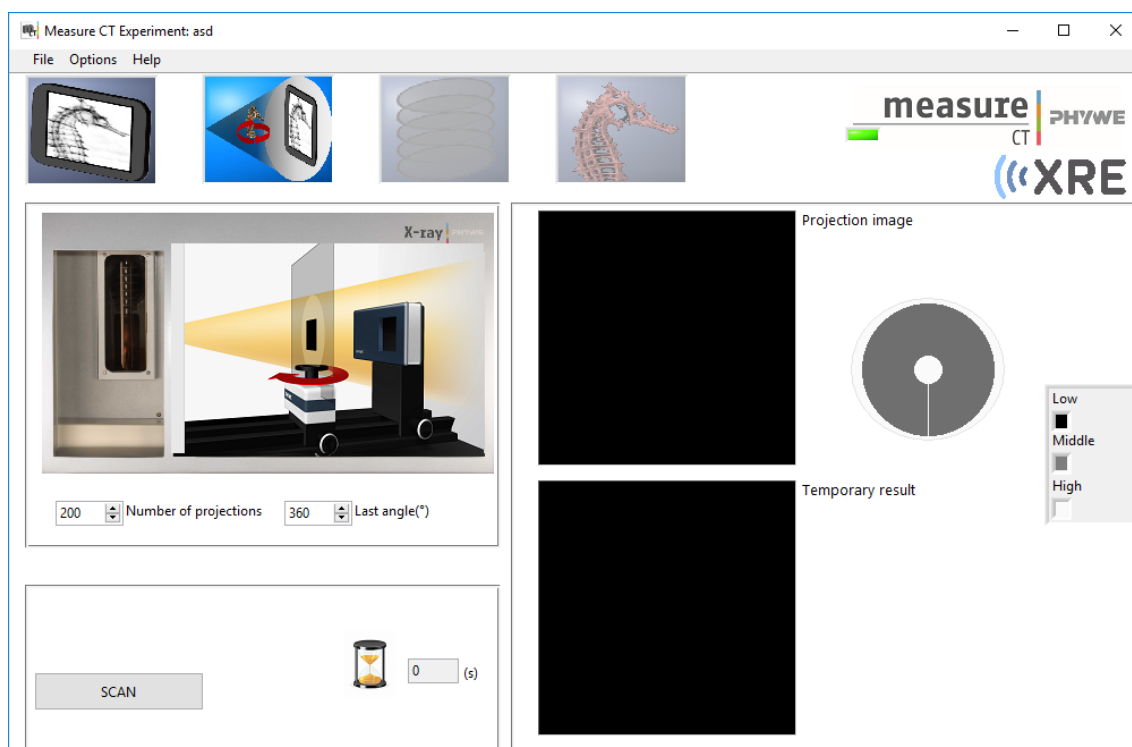 Measure CT Experiment: asd
File Options Help
measure
CT
PHYWE
XRE
X-ray PHYWE
200 Number of projections 360 Last angle(°)
0 (s)
SCAN
Projection image
Low
Middle
High
Temporary result